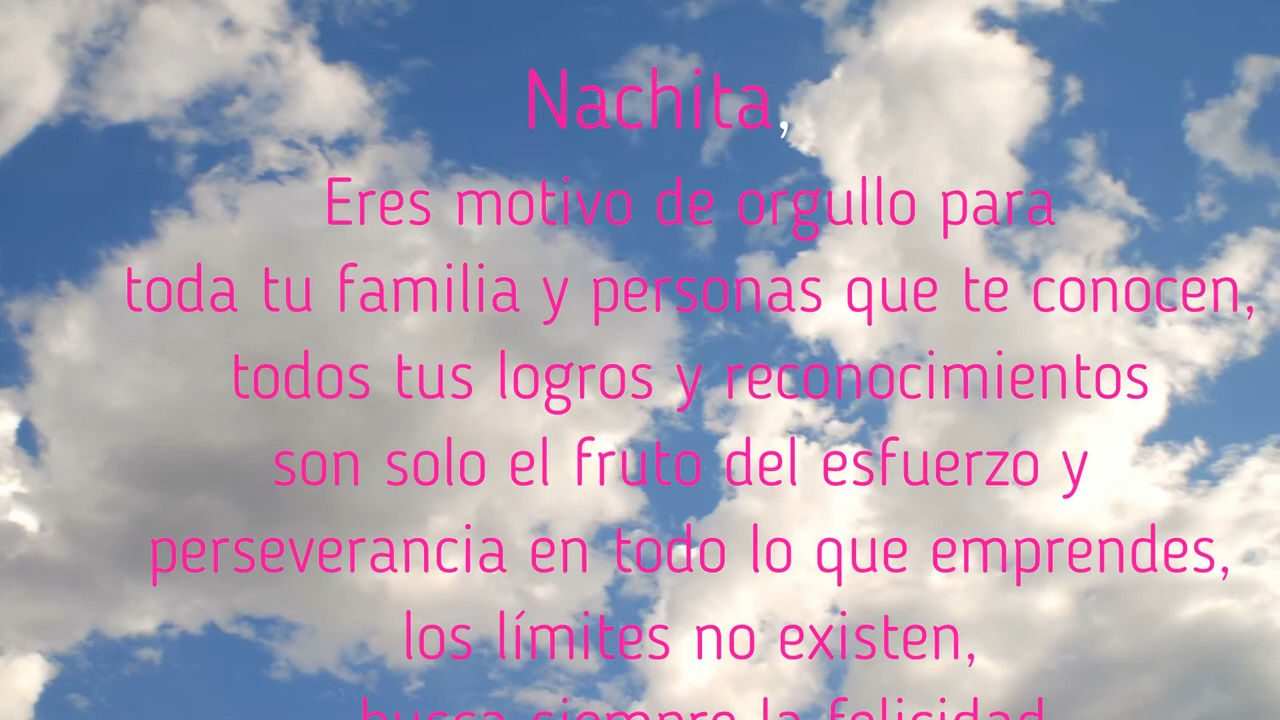 Nachita,
Eres motivo de orgullo para
toda tu familia y personas que te conocen,
todos tus logros y reconocimientos
son solo el fruto del esfuerzo y
perseverancia en todo lo que emprendes,
los límites no existen,
busca siempre la felicidad